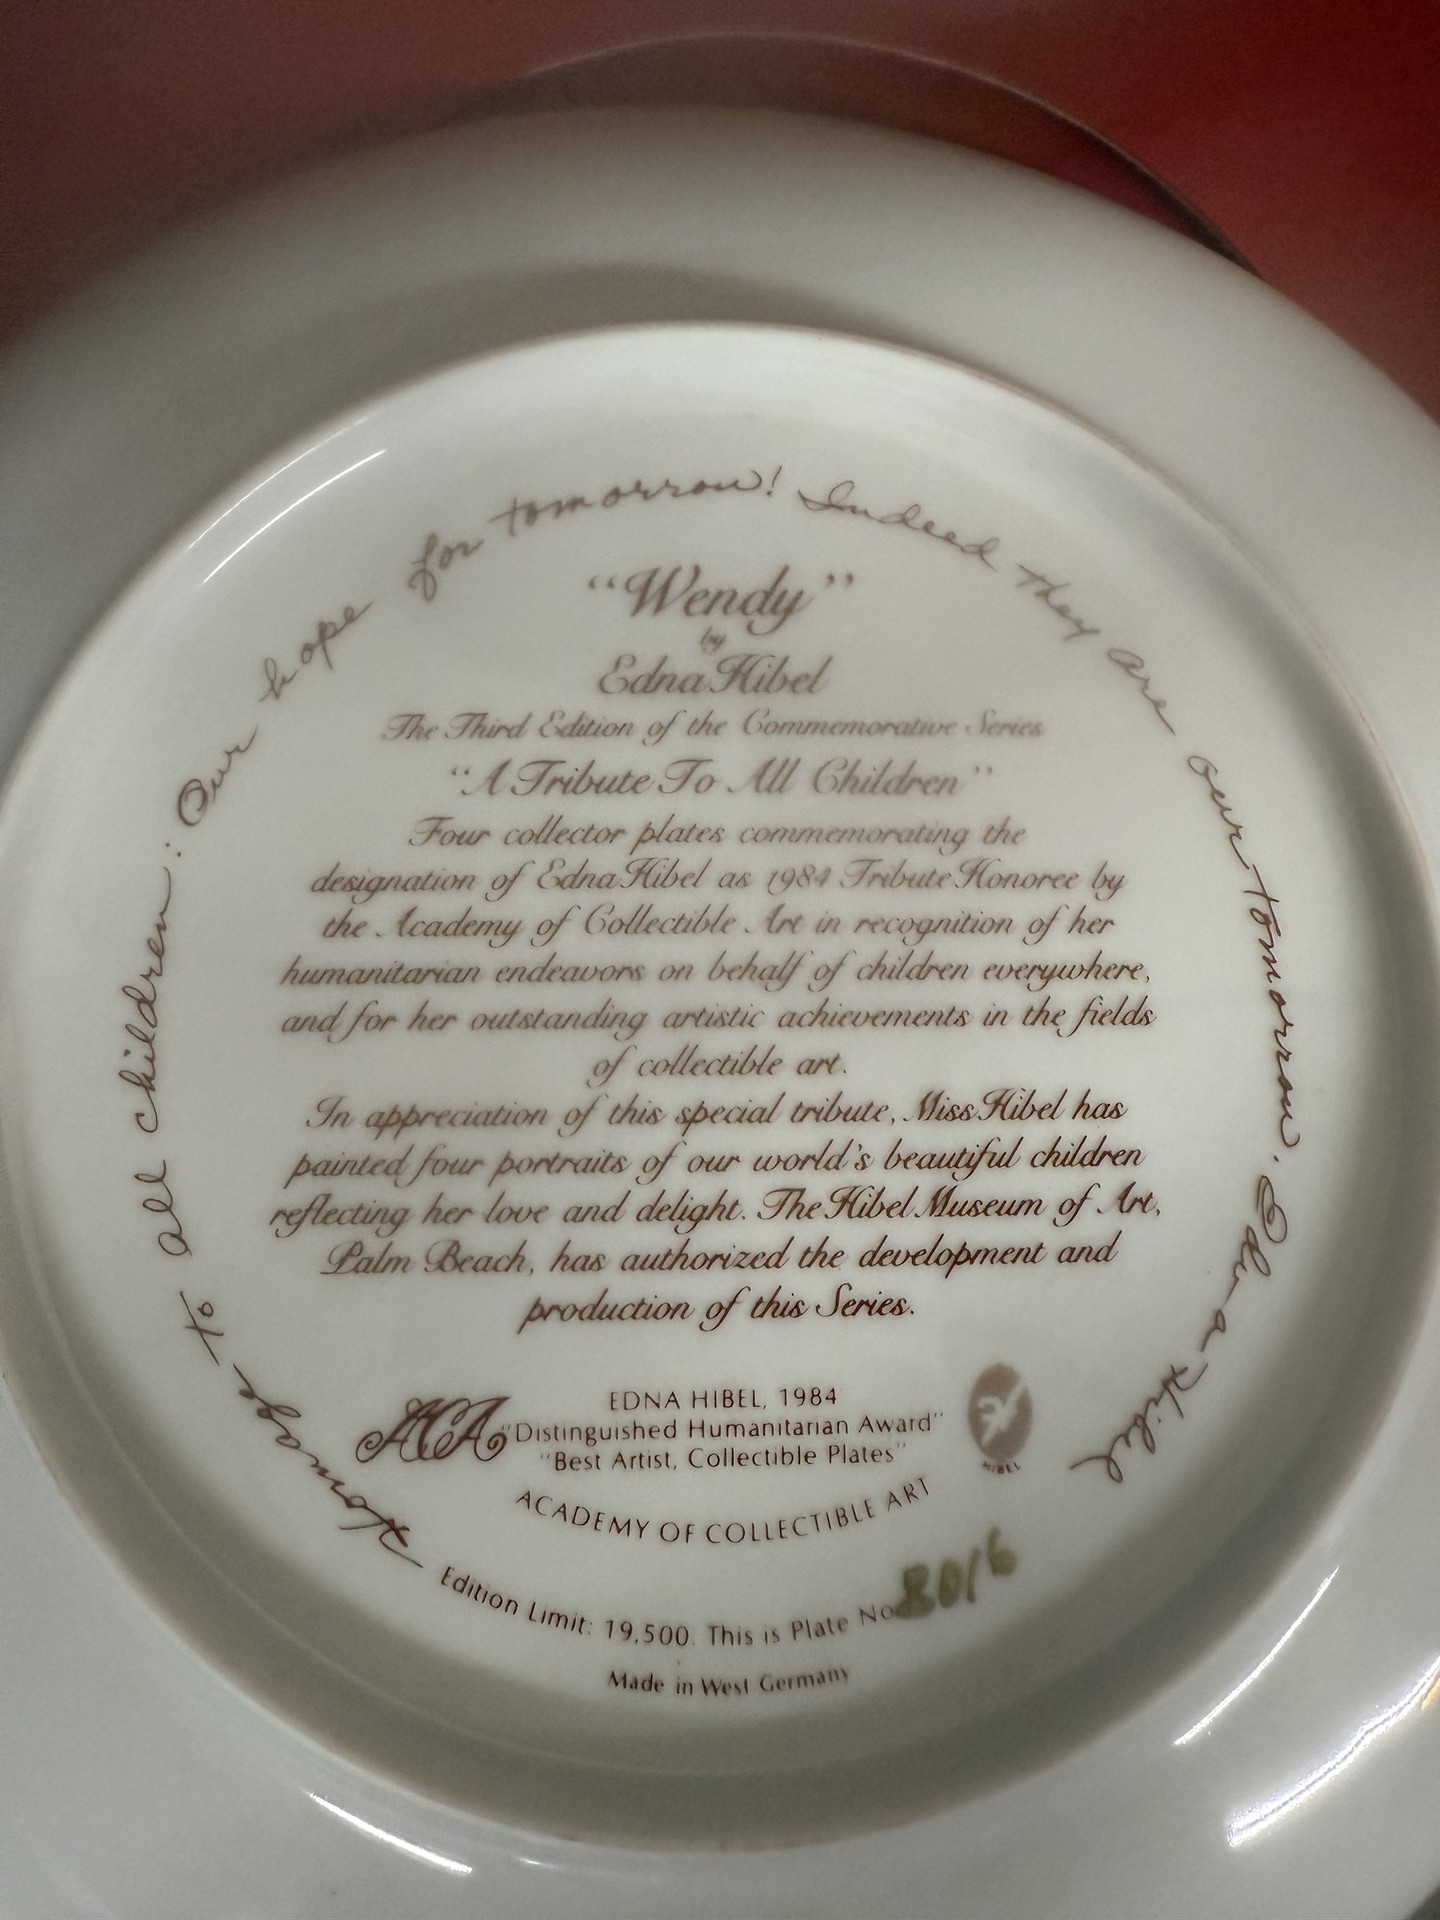 Homage to all children: Our hope for tomorrow! Indeed they are our tomorrow. Edna Hibel
"Wendy"
by
Edna Hibel
The Third Edition of the Commemorative Series
"A Tribute To All Children"
Four collector plates commemorating the
designation of Edna Hibel as 1984 Tribute Honoree by
the Academy of Collectible Art in recognition of her
humanitarian endeavors on behalf of children everywhere,
and for her outstanding artistic achievements in the fields
of collectible art.
In appreciation of this special tribute, Miss Hibel has
painted four portraits of our world's beautiful children
reflecting her love and delight. The Hibel Museum of Art,
Palm Beach, has authorized the development and
production of this Series.
ACA
EDNA HIBEL, 1984
"Distinguished Humanitarian Award"
"Best Artist, Collectible Plates"
HIBEL
ACADEMY OF COLLECTIBLE ART
Edition Limit: 19,500. This is Plate No. 8016
Made in West Germany